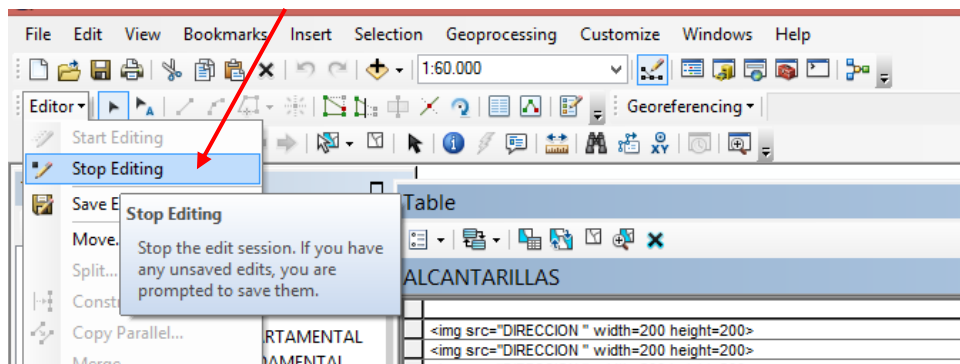 File Edit View Bookmarks Insert Selection Geoprocessing Customize Windows Help
1:60.000
Editor Georeferencing
Start Editing
Stop Editing
Table
Save E
Stop Editing
Move.
Stop the edit session. If you have
any unsaved edits, you are
prompted to save them.
Split...
ALCANTARILLAS
Const
Copy Parallel...
RTAMENTAL
<img src="DIRECCION " width=200 height=200>
<img src="DIRECCION " width=200 height=200>